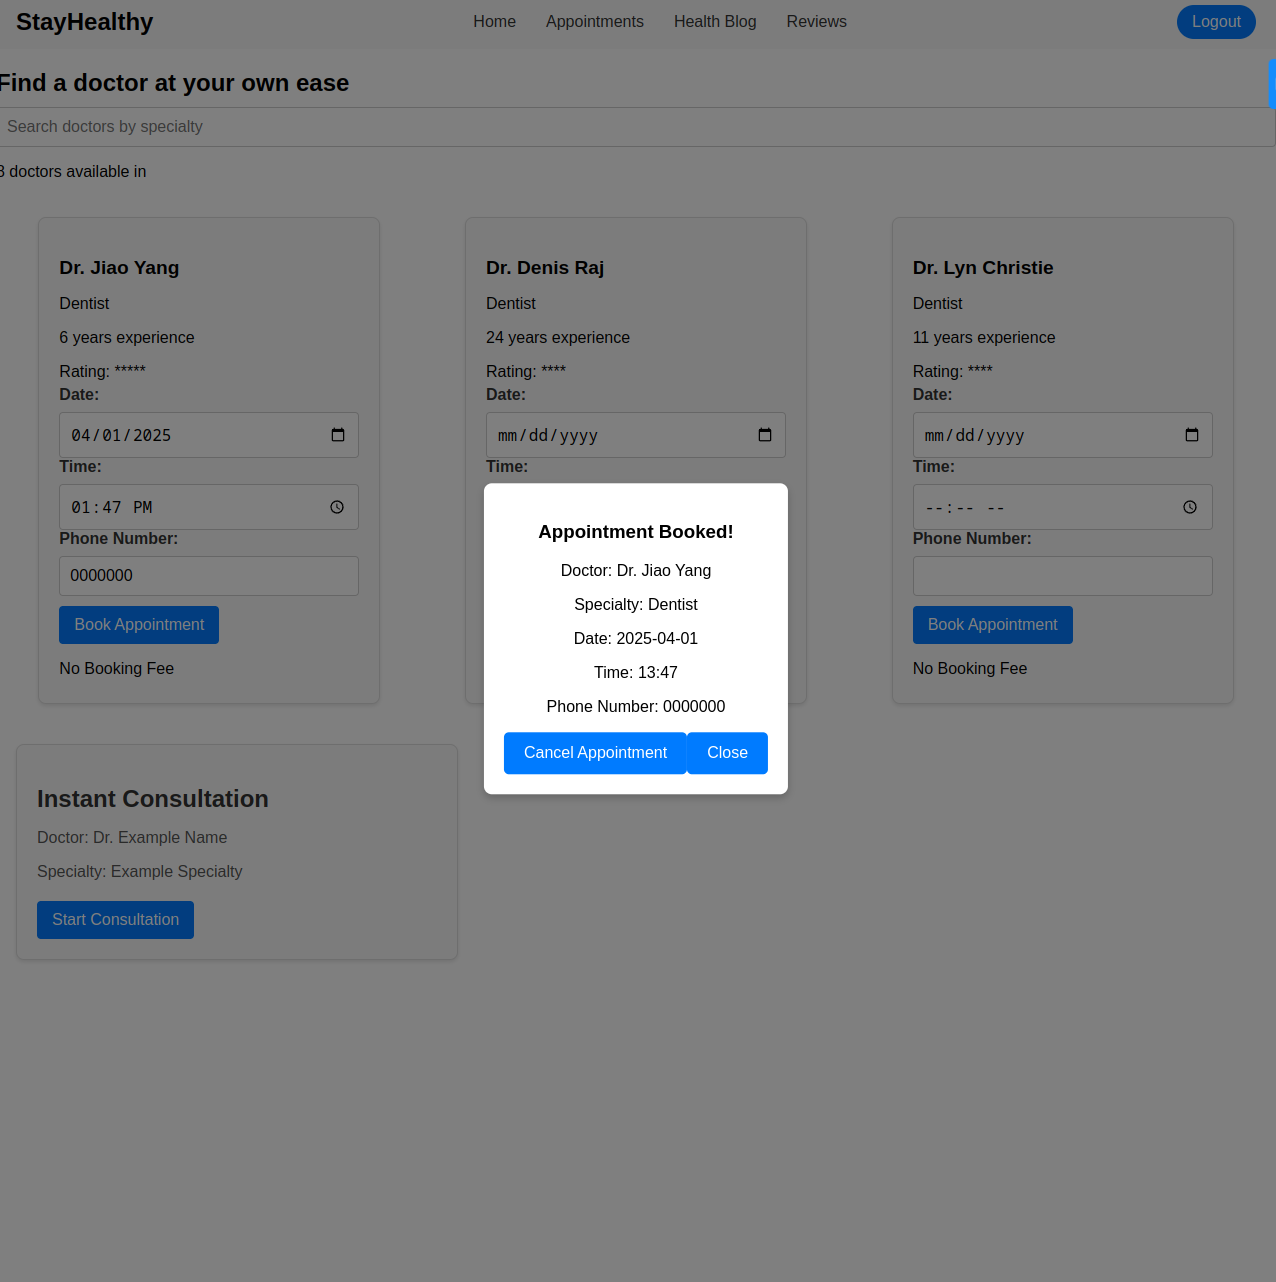 StayHealthy
Home Appointments Health Blog Reviews
Logout
Find a doctor at your own ease
Search doctors by specialty
3 doctors available in
Dr. Jiao Yang
Dentist
6 years experience
Rating: *****
Date:
04/01/2025
Time:
01:47 PM
Phone Number:
0000000
Book Appointment
No Booking Fee
Dr. Denis Raj
Dentist
24 years experience
Rating: ****
Date:
mm/dd/yyyy
Time:
Dr. Lyn Christie
Dentist
11 years experience
Rating: ****
Date:
mm/dd/yyyy
Time:
--:-- --
Phone Number:
Book Appointment
No Booking Fee
Appointment Booked!
Doctor: Dr. Jiao Yang
Specialty: Dentist
Date: 2025-04-01
Time: 13:47
Phone Number: 0000000
Cancel Appointment Close
Instant Consultation
Doctor: Dr. Example Name
Specialty: Example Specialty
Start Consultation